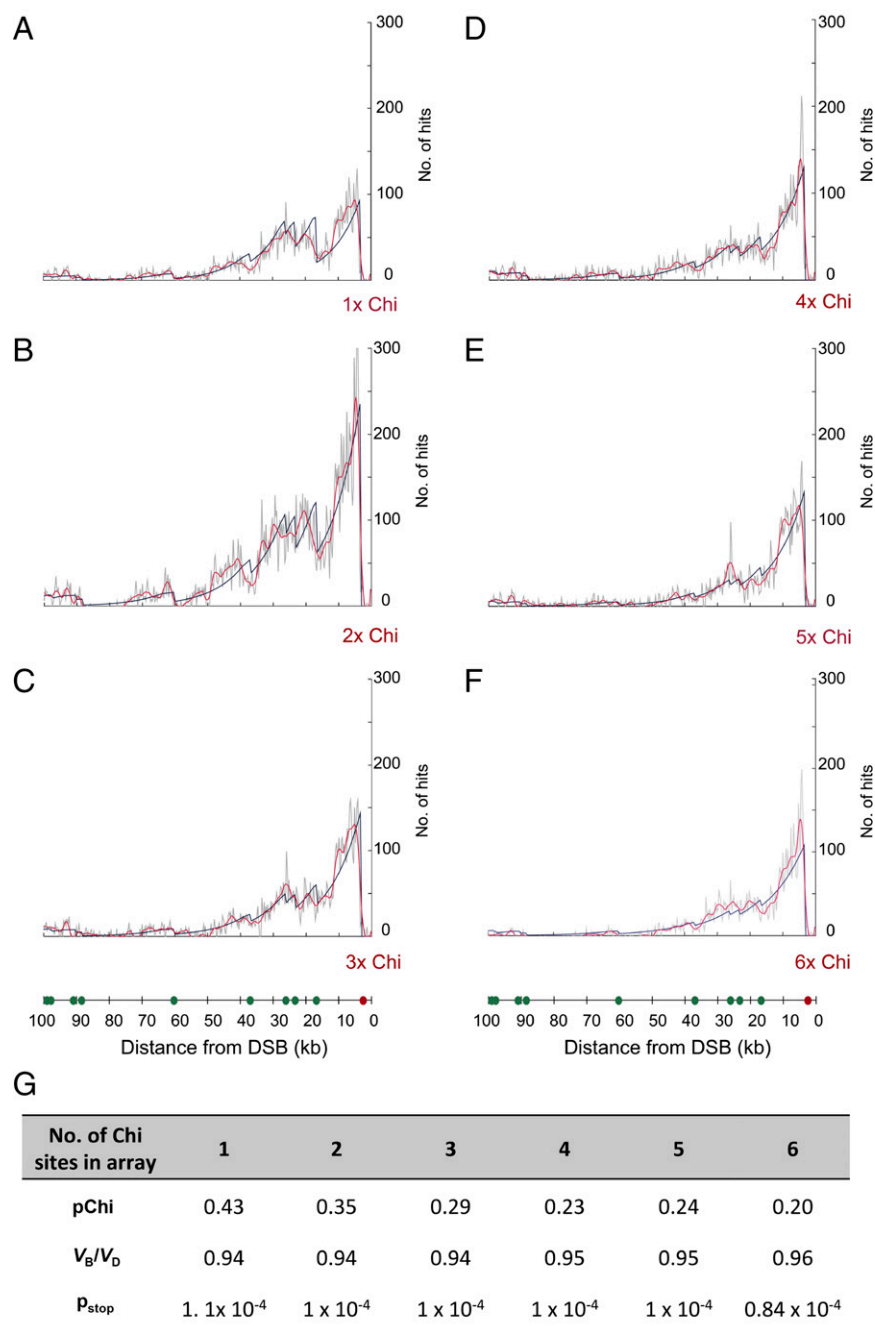 A
300
200
100
0
No. of hits
1x Chi
D
300
200
100
0
No. of hits
4x Chi
B
300
200
100
0
No. of hits
2x Chi
E
300
200
100
0
No. of hits
5x Chi
C
300
200
100
0
No. of hits
3x Chi
F
300
200
100
0
No. of hits
6x Chi
100 90 80 70 60 50 40 30 20 10 0
Distance from DSB (kb)
100 90 80 70 60 50 40 30 20 10 0
Distance from DSB (kb)
G
No. of Chi sites in array 1 2 3 4 5 6
pChi 0.43 0.35 0.29 0.23 0.24 0.20
VB/VD 0.94 0.94 0.94 0.95 0.95 0.96
pstop 1. 1x 10-4 1 x 10-4 1 x 10-4 1 x 10-4 1 x 10-4 0.84 x 10-4